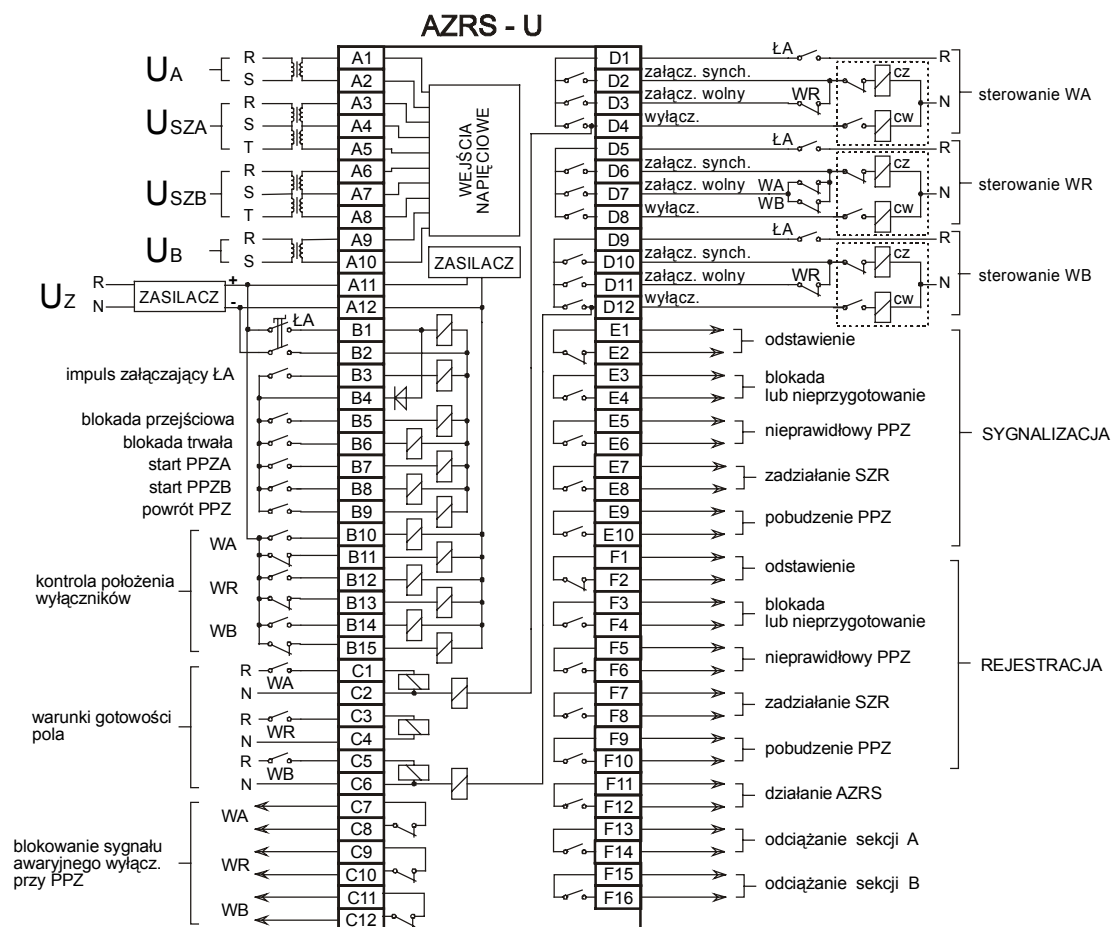 AZRS - U
UA
R
S
USZA
R
S
T
USZB
R
S
T
UB
R
S
UZ
R
N
ZASILACZ
+
-
ŁA
impuls załączający ŁA
blokada przejściowa
blokada trwała
start PPZA
start PPZB
powrót PPZ
kontrola położenia
wyłączników
WA
WR
WB
warunki gotowości
pola
R
WA
N
R
WR
N
R
WB
N
blokowanie sygnału
awaryjnego wyłącz.
przy PPZ
WA
WR
WB
A1
A2
A3
A4
A5
A6
A7
A8
A9
A10
A11
A12
B1
B2
B3
B4
B5
B6
B7
B8
B9
B10
B11
B12
B13
B14
B15
C1
C2
C3
C4
C5
C6
C7
C8
C9
C10
C11
C12
WEJŚCIA
NAPIĘCIOWE
ZASILACZ
D1
D2
D3
D4
D5
D6
D7
D8
D9
D10
D11
D12
E1
E2
E3
E4
E5
E6
E7
E8
E9
E10
F1
F2
F3
F4
F5
F6
F7
F8
F9
F10
F11
F12
F13
F14
F15
F16
ŁA
R
załącz. synch.
cz
załącz. wolny
WR
N
wyłącz.
cw
sterowanie WA
ŁA
R
załącz. synch.
cz
załącz. wolny
WA
WB
N
wyłącz.
cw
sterowanie WR
ŁA
R
załącz. synch.
cz
załącz. wolny
WR
N
wyłącz.
cw
sterowanie WB
odstawienie
blokada
lub nieprzygotowanie
nieprawidłowy PPZ
zadziałanie SZR
pobudzenie PPZ
SYGNALIZACJA
odstawienie
blokada
lub nieprzygotowanie
nieprawidłowy PPZ
zadziałanie SZR
pobudzenie PPZ
REJESTRACJA
działanie AZRS
odciążanie sekcji A
odciążanie sekcji B